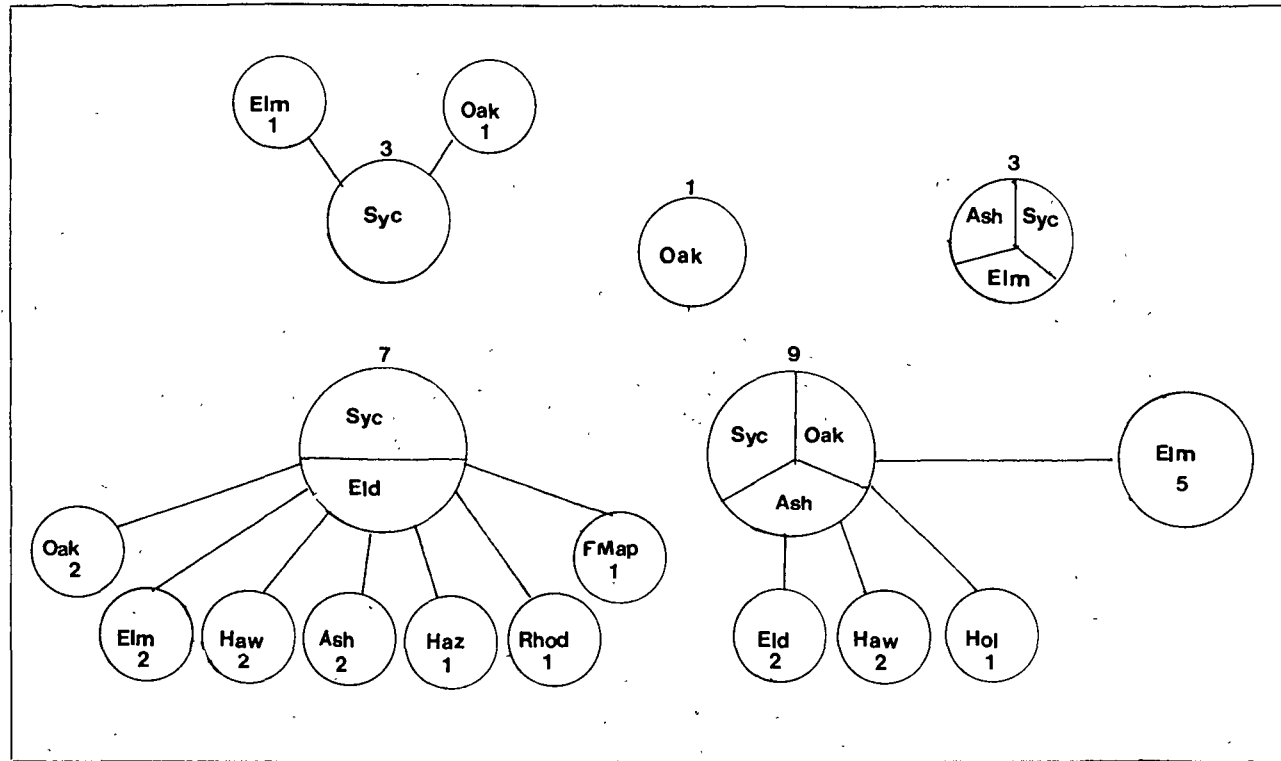 Elm
1
Oak
1
3
Syc
1
Oak
3
Ash Syc
Elm
7
Syc
Eld
Oak
2
Elm
2
Haw
2
Ash
2
Haz
1
Rhod
1
FMap
1
9
Syc Oak
Ash
Eld
2
Haw
2
Hol
1
Elm
5